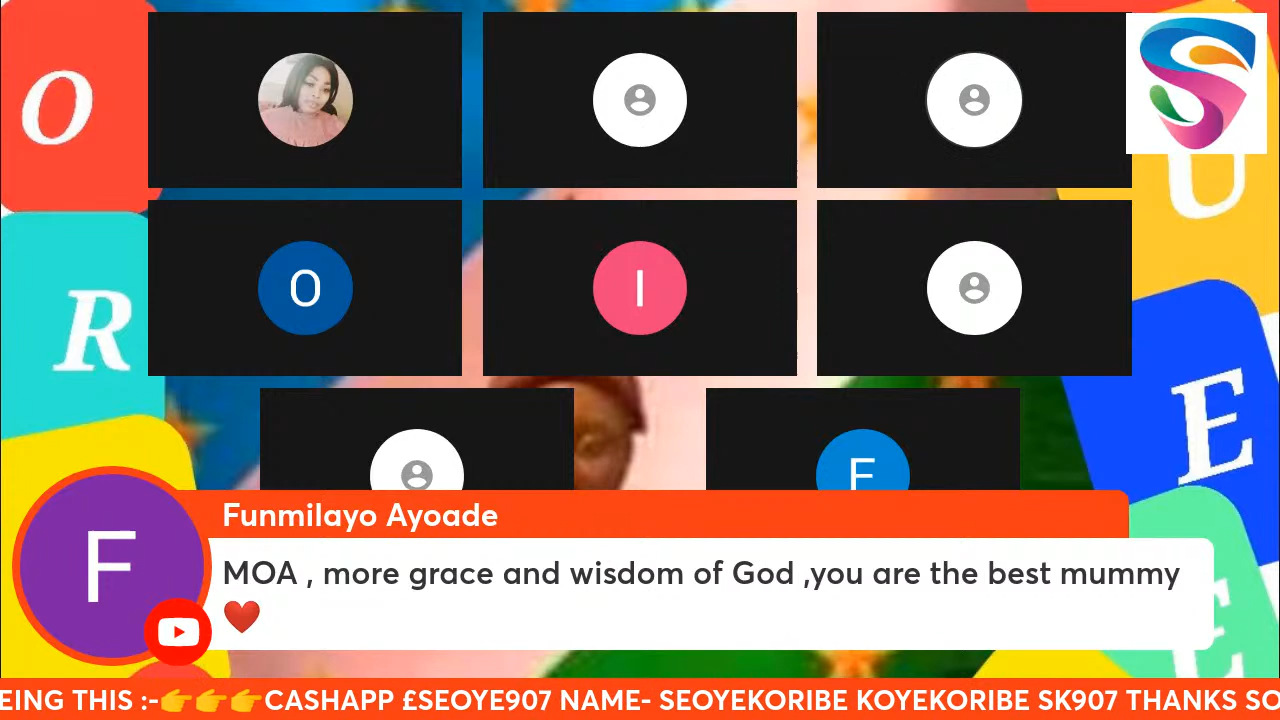 O
R
U
E
E
O
I
F
F
Funmilayo Ayoade
MOA , more grace and wisdom of God ,you are the best mummy
❤️
EING THIS :-👉👉👉CASHAPP £SEOYE907 NAME- SEOYEKORIBE KOYEKORIBE SK907 THANKS SO